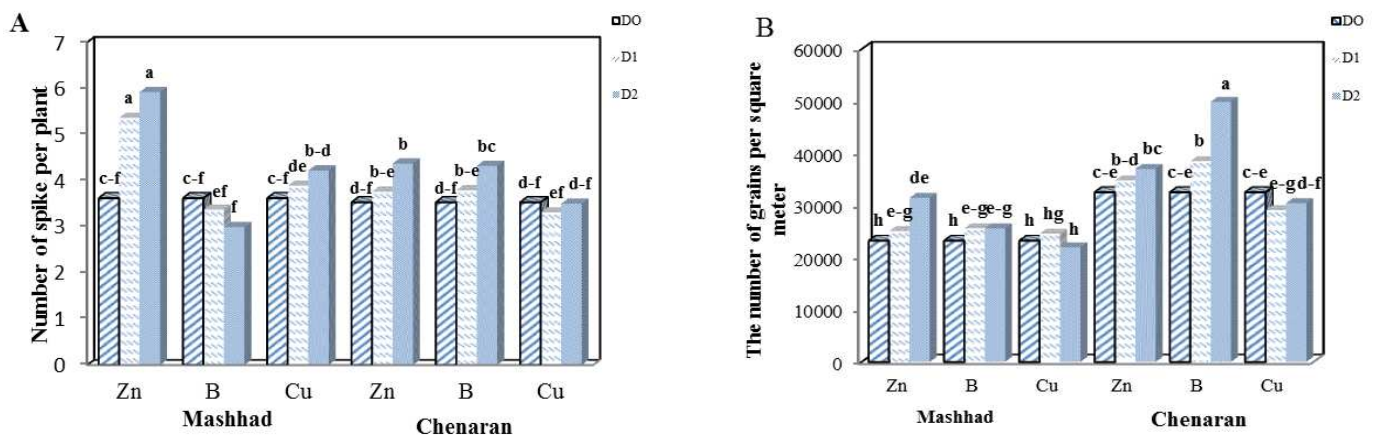 A
Number of spike per plant
7
6
5
4
3
2
1
0
c-f a a
c-f ef f
c-f de b-d
d-f b-e b
d-f b-e bc
d-f ef d-f
Zn B Cu Zn B Cu
Mashhad Chenaran
DO
D1
D2
B
The number of grains per square
meter
60000
50000
40000
30000
20000
10000
0
h e-g de
h e-g e-g
h hg h
c-e b-d bc
c-e b a
c-e e-g d-f
Zn B Cu Zn B Cu
Mashhad Chenaran
DO
D1
D2